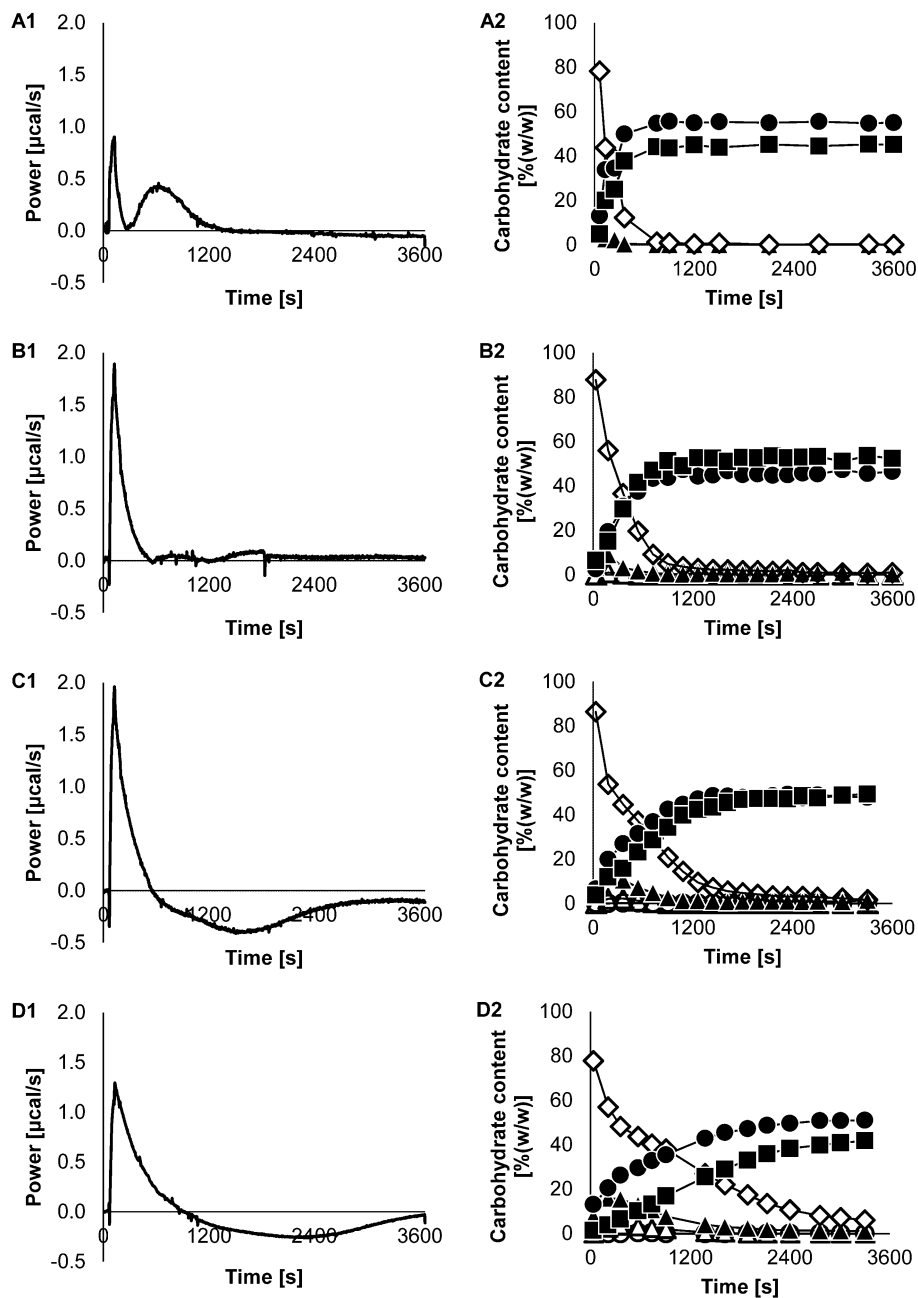 A1
2.0
1.5
1.0
0.5
0.0
-0.5
Power [µcal/s]
0 1200 2400 3600
Time [s]
A2
100
80
60
40
20
0
Carbohydrate content
[%(w/w)]
0 1200 2400 3600
Time [s]
B1
2.0
1.5
1.0
0.5
0.0
-0.5
Power [µcal/s]
0 1200 2400 3600
Time [s]
B2
100
80
60
40
20
0
Carbohydrate content
[%(w/w)]
0 1200 2400 3600
Time [s]
C1
2.0
1.5
1.0
0.5
0.0
-0.5
Power [µcal/s]
0 1200 2400 3600
Time [s]
C2
100
80
60
40
20
0
Carbohydrate content
[%(w/w)]
0 1200 2400 3600
Time [s]
D1
2.0
1.5
1.0
0.5
0.0
-0.5
Power [µcal/s]
0 1200 2400 3600
Time [s]
D2
100
80
60
40
20
0
Carbohydrate content
[%(w/w)]
0 1200 2400 3600
Time [s]